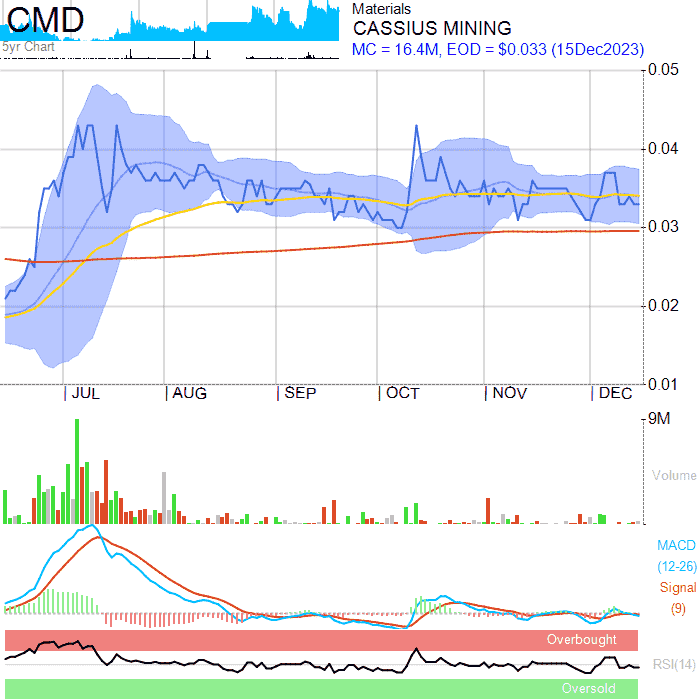 CMD
5yr Chart
Materials
CASSIUS MINING
MC = 16.4M, EOD = $0.033 (15Dec2023)
0.05
0.04
0.03
0.02
0.01
JUL AUG SEP OCT NOV DEC
9M
Volume
MACD
(12-26)
Signal
(9)
Overbought
RSI(14)
Oversold